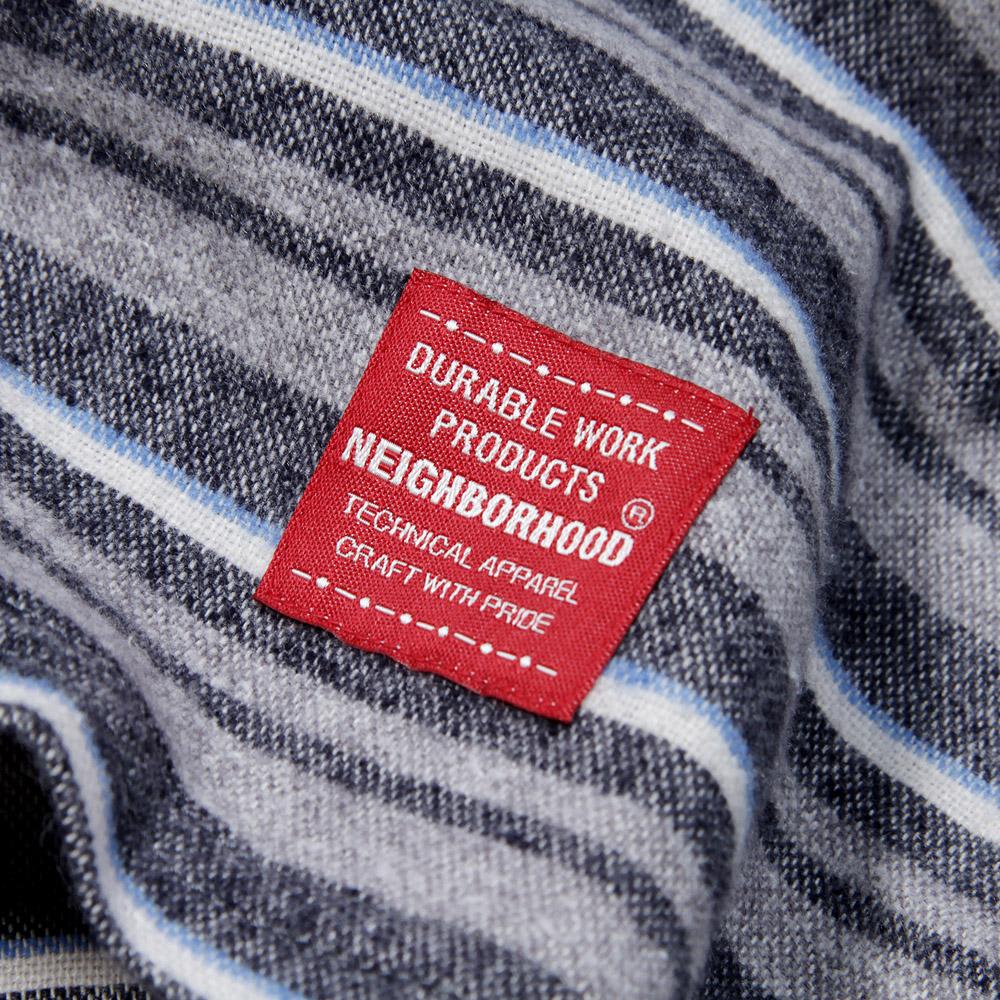 DURABLE WORK
PRODUCTS
NEIGHBORHOOD®
TECHNICAL APPAREL
CRAFT WITH PRIDE